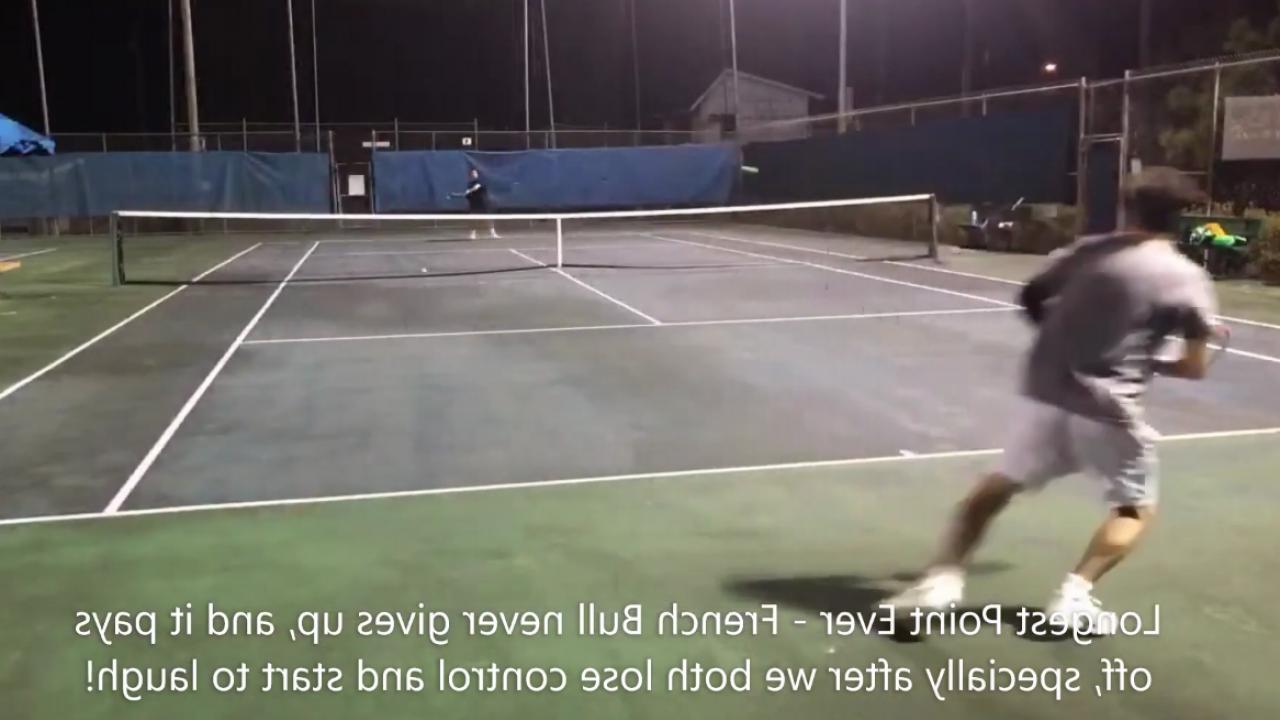 Longest Point Ever - French Bull never gives up, and it pays
off, specially after we both lose control and start to laugh!